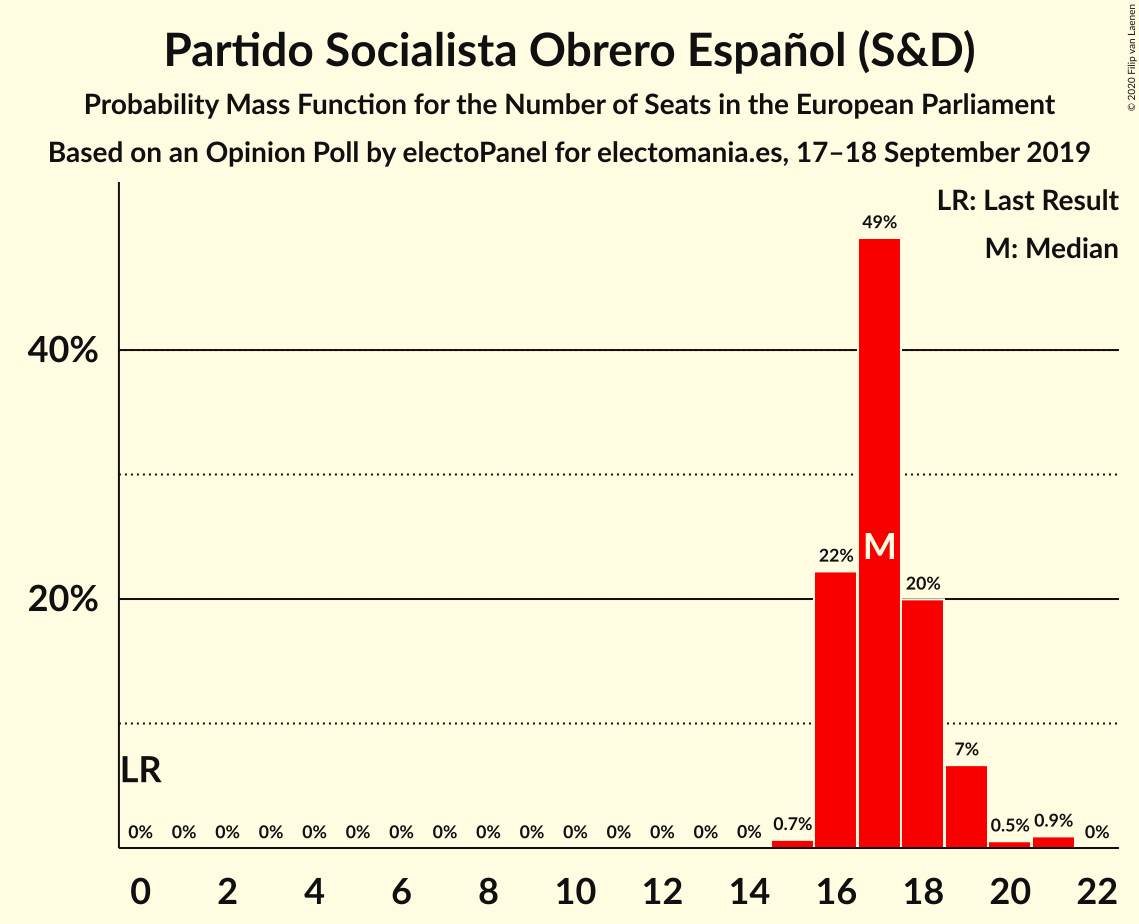 Partido Socialista Obrero Español (S&D)
Probability Mass Function for the Number of Seats in the European Parliament
Based on an Opinion Poll by electoPanel for electomania.es, 17–18 September 2019
© 2020 Filip van Laenen
LR: Last Result
M: Median
49%
40%
22%
M
20%
20%
LR
7%
0% 0% 0% 0% 0% 0% 0% 0% 0% 0% 0% 0% 0% 0% 0% 0.7% 0.5% 0.9% 0%
0 2 4 6 8 10 12 14 16 18 20 22